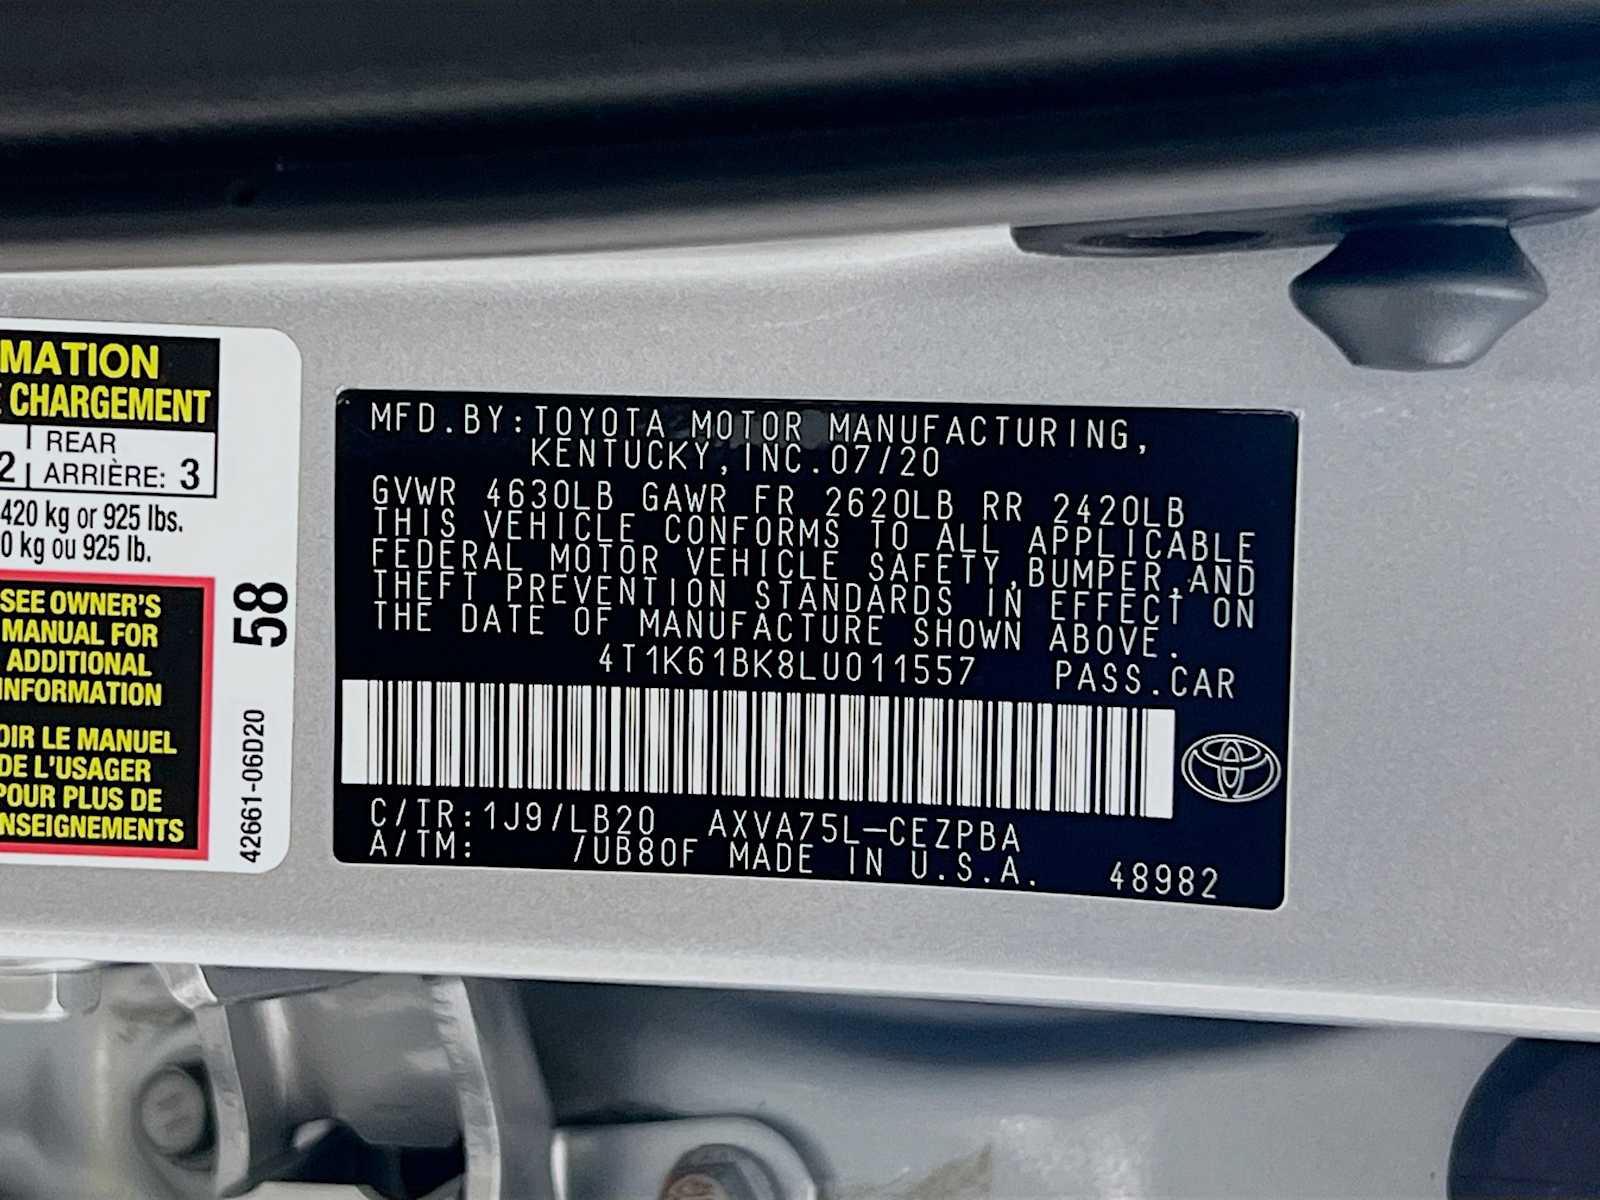 MATION
E CHARGEMENT
2 | REAR
ARRIÈRE: 3
420 kg or 925 lbs.
0 kg ou 925 lb.
SEE OWNER'S
MANUAL FOR
ADDITIONAL
INFORMATION
OIR LE MANUEL
DE L'USAGER
POUR PLUS DE
NSEIGNEMENTS
58
42661-06D20
MFD.BY:TOYOTA MOTOR MANUFACTURING,
KENTUCKY,INC.07/20
GVWR 4630LB GAWR FR 2620LB RR 2420LB
THIS VEHICLE CONFORMS TO ALL APPLICABLE
FEDERAL MOTOR VEHICLE SAFETY,BUMPER,AND
THEFT PREVENTION STANDARDS IN EFFECT ON
THE DATE OF MANUFACTURE SHOWN ABOVE.
4T1K61BK8LU011557 PASS.CAR
C/TR:1J9/LB20 AXVA75L-CEZPBA
A/TM: /UB80F MADE IN U.S.A. 48982